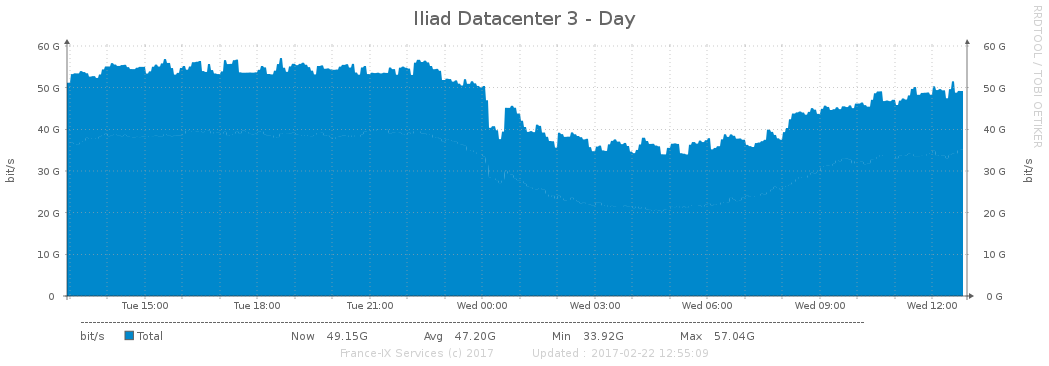 Iliad Datacenter 3 - Day
RRDTOOL / TOBI OETIKER
60 G 60 G
50 G 50 G
40 G 40 G
30 G 30 G
20 G 20 G
10 G 10 G
0 0 G
bit/s bit/s
Tue 15:00 Tue 18:00 Tue 21:00 Wed 00:00 Wed 03:00 Wed 06:00 Wed 09:00 Wed 12:00
bit/s Total Now 49.15G Avg 47.20G Min 33.92G Max 57.04G
France-IX Services (c) 2017 Updated : 2017-02-22 12:55:09